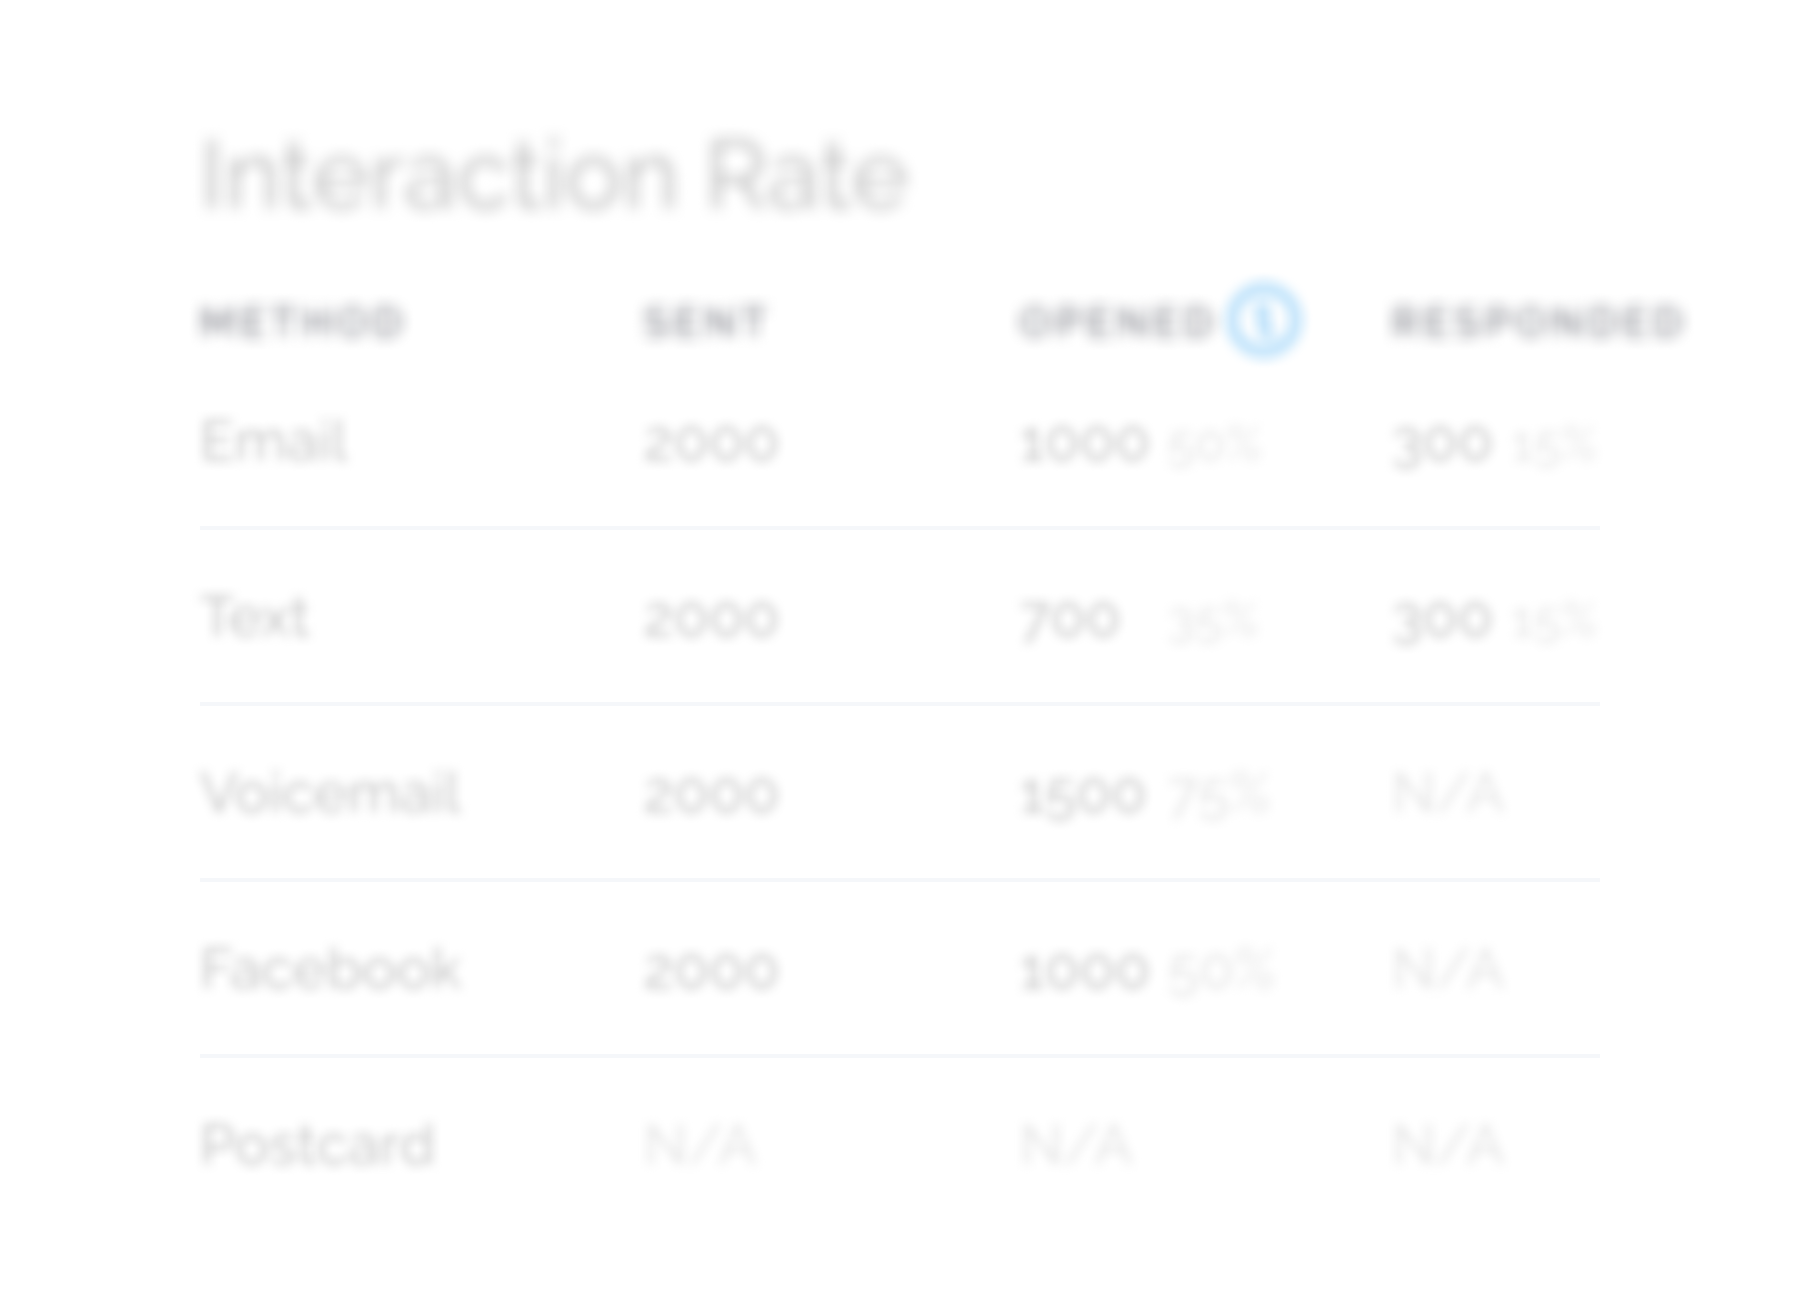 Interaction Rate
METHOD SENT OPENED i RESPONDED
Email 2000 1000 50% 300 15%
Text 2000 700 35% 300 15%
Voicemail 2000 1500 75% N/A
Facebook 2000 1000 50% N/A
Postcard N/A N/A N/A